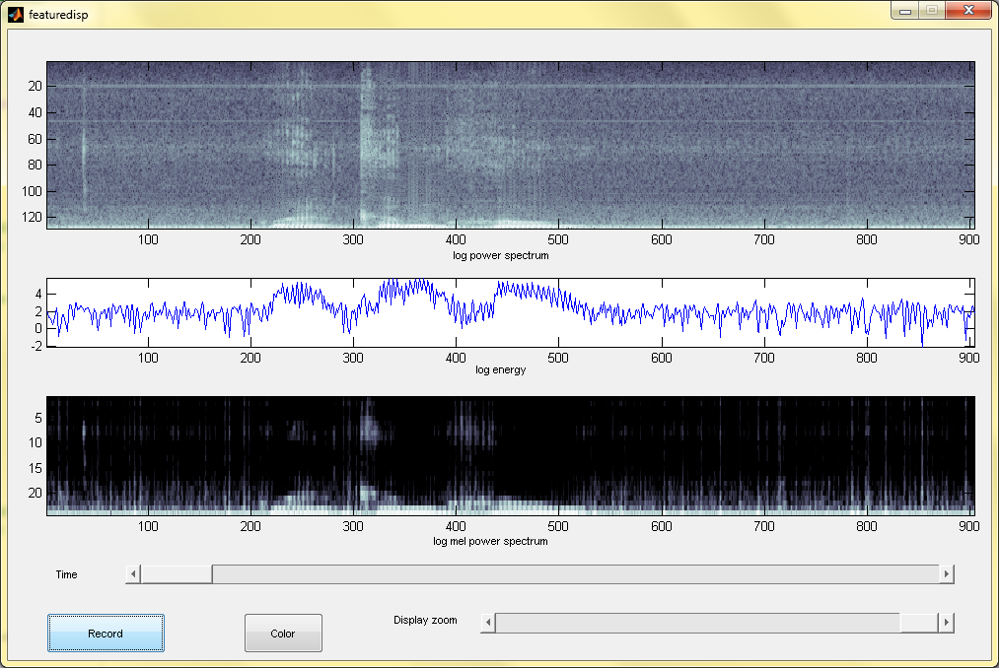 featuredisp
20
40
60
80
100
120
100 200 300 400 500 600 700 800 900
log power spectrum
4
2
0
-2
100 200 300 400 500 600 700 800 900
log energy
5
10
15
20
100 200 300 400 500 600 700 800 900
log mel power spectrum
Time
Display zoom
Record Color